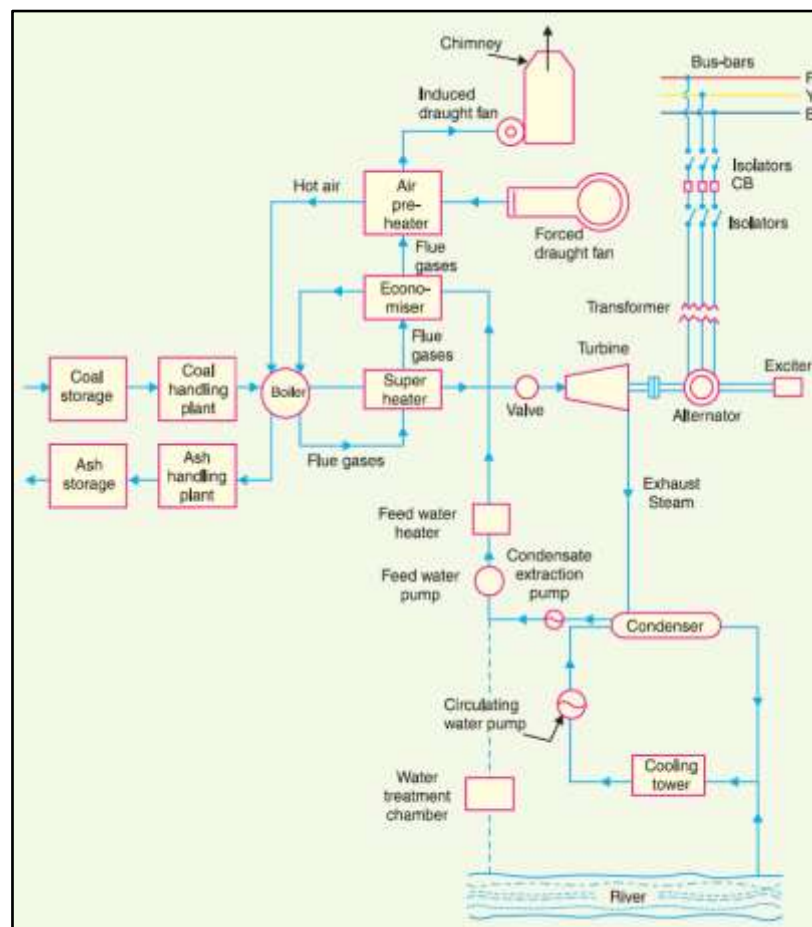 Chimney
Bus-bars
Induced
draught fan
R
Y
B
Isolators
CB
Hot air
Air
pre-
heater
Isolators
Forced
draught fan
Flue
gases
Econo-
miser
Transformer
Flue
gases
Turbine
Exciter
Coal
storage
Coal
handling
plant
Boiler
Super
heater
Valve
Alternator
Ash
storage
Ash
handling
plant
Flue gases
Exhaust
Steam
Feed water
heater
Condensate
extraction
pump
Feed water
pump
Condenser
Circulating
water pump
Cooling
tower
Water
treatment
chamber
River